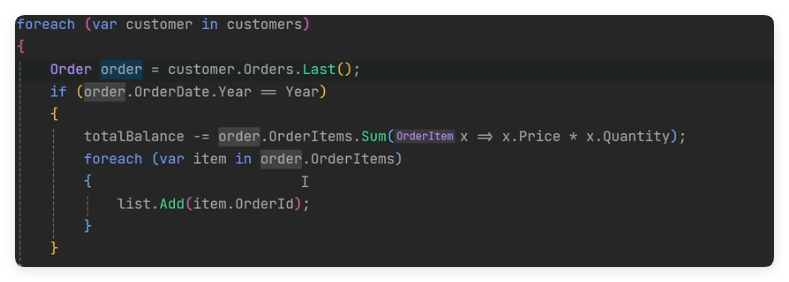 foreach (var customer in customers)
{
Order order = customer.Orders.Last();
if (order.OrderDate.Year == Year)
{
totalBalance -= order.OrderItems.Sum(OrderItem x => x.Price * x.Quantity);
foreach (var item in order.OrderItems)
{
list.Add(item.OrderId);
}
}